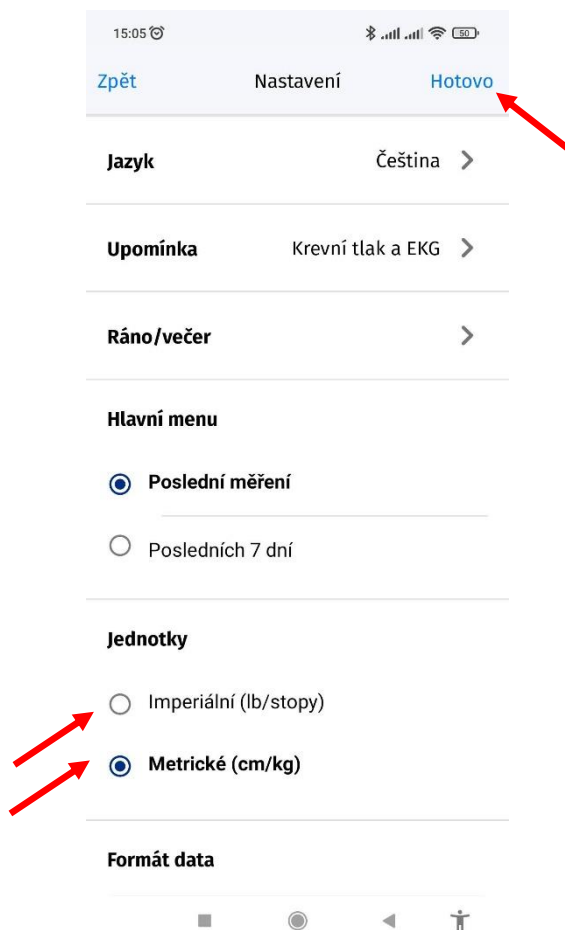 15:05 50
Zpět Nastavení Hotovo
Jazyk Čeština
Upomínka Krevní tlak a EKG
Ráno/večer
Hlavní menu
Poslední měření
Posledních 7 dní
Jednotky
Imperiální (lb/stopy)
Metrické (cm/kg)
Formát data